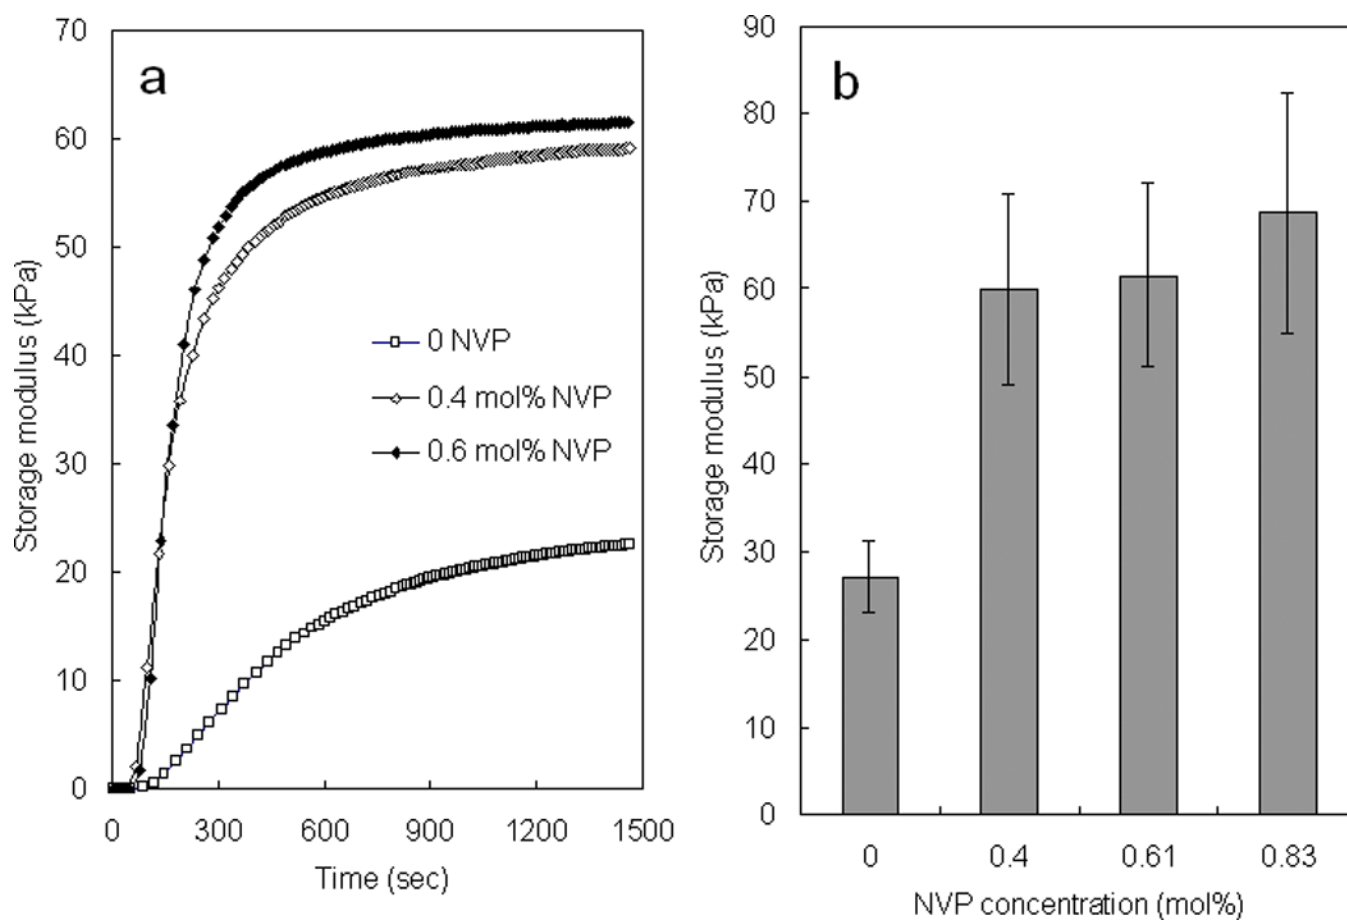 a
Storage modulus (kPa)
70
60
50
40
30
20
10
0
0 NVP
0.4 mol% NVP
0.6 mol% NVP
0 300 600 900 1200 1500
Time (sec)
b
Storage modulus (kPa)
90
80
70
60
50
40
30
20
10
0
0 0.4 0.61 0.83
NVP concentration (mol%)